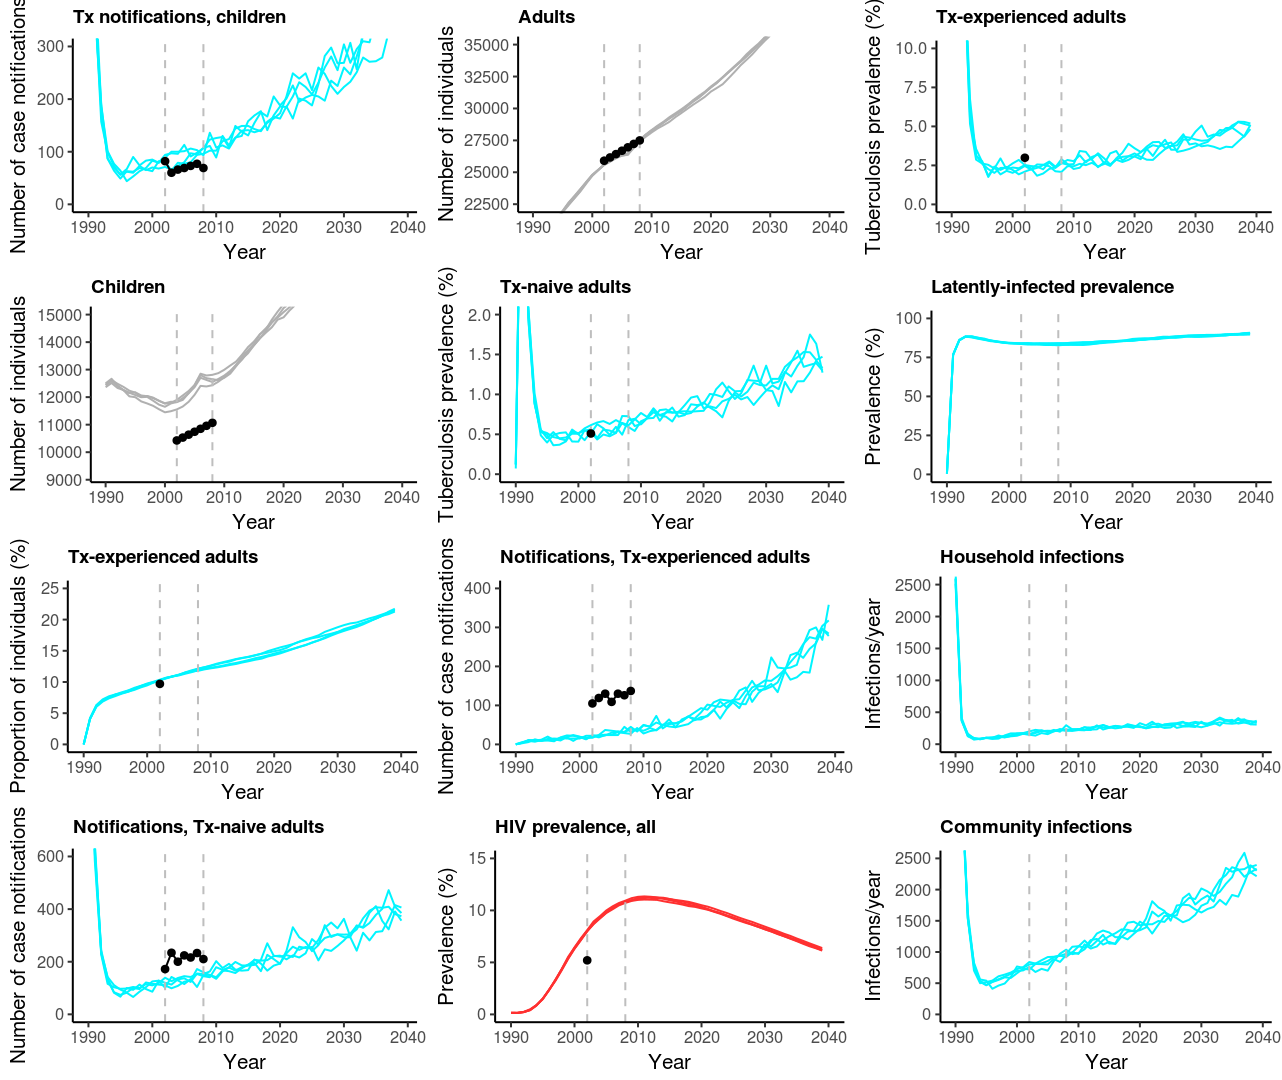 Tx notifications, children
Number of case notifications
300
200
100
0
1990 2000 2010 2020 2030 2040
Year
Adults
Number of individuals
35000
32500
30000
27500
25000
22500
1990 2000 2010 2020 2030 2040
Year
Tx-experienced adults
Tuberculosis prevalence (%)
10.0
7.5
5.0
2.5
0.0
1990 2000 2010 2020 2030 2040
Year
Children
Number of individuals
15000
14000
13000
12000
11000
10000
9000
1990 2000 2010 2020 2030 2040
Year
Tx-naive adults
Tuberculosis prevalence (%)
2.0
1.5
1.0
0.5
0.0
1990 2000 2010 2020 2030 2040
Year
Latently-infected prevalence
Prevalence (%)
100
75
50
25
0
1990 2000 2010 2020 2030 2040
Year
Tx-experienced adults
Proportion of individuals (%)
25
20
15
10
5
0
1990 2000 2010 2020 2030 2040
Year
Notifications, Tx-experienced adults
Number of case notifications
400
300
200
100
0
1990 2000 2010 2020 2030 2040
Year
Household infections
Infections/year
2500
2000
1500
1000
500
0
1990 2000 2010 2020 2030 2040
Year
Notifications, Tx-naive adults
Number of case notifications
600
400
200
0
1990 2000 2010 2020 2030 2040
Year
HIV prevalence, all
Prevalence (%)
15
10
5
0
1990 2000 2010 2020 2030 2040
Year
Community infections
Infections/year
2500
2000
1500
1000
500
0
1990 2000 2010 2020 2030 2040
Year